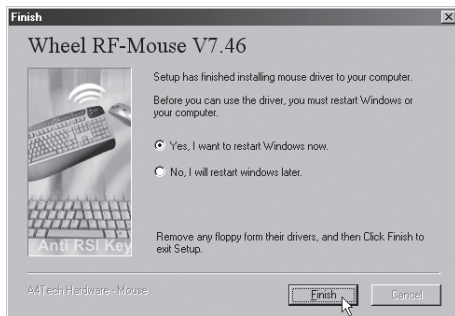 Finish
Wheel RF-Mouse V7.46
Setup has finished installing mouse driver to your computer.
Before you can use the driver, you must restart Windows or
your computer.
Yes, I want to restart Windows now.
No, I will restart windows later.
Anti RSI Key
Remove any floppy form their drivers, and then Click Finish to
exit Setup.
A4Tech Hardware - Mouse
Finish
Cancel